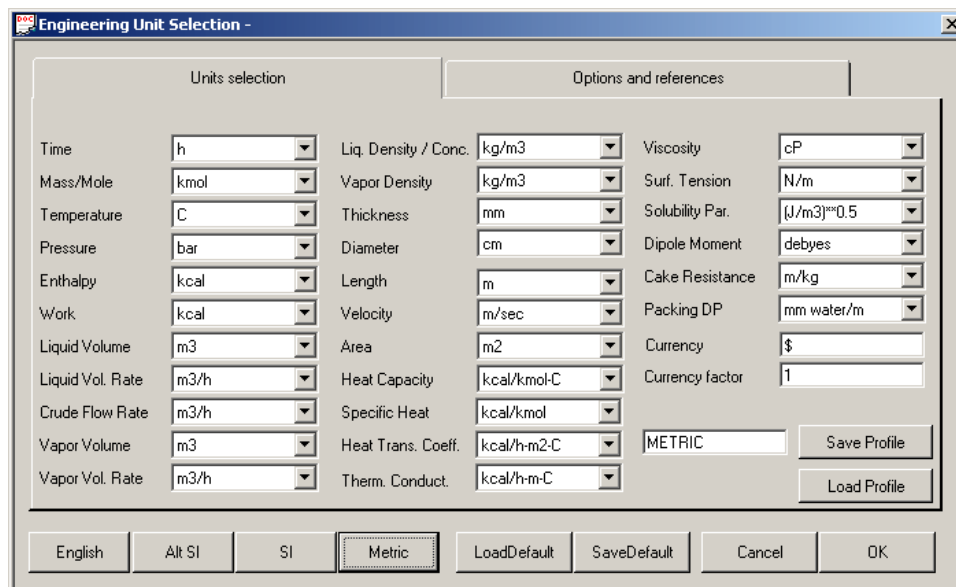 DOC
Engineering Unit Selection -
Units selection
Options and references
Time h
Mass/Mole kmol
Temperature C
Pressure bar
Enthalpy kcal
Work kcal
Liquid Volume m3
Liquid Vol. Rate m3/h
Crude Flow Rate m3/h
Vapor Volume m3
Vapor Vol. Rate m3/h
Liq. Density / Conc. kg/m3
Vapor Density kg/m3
Thickness mm
Diameter cm
Length m
Velocity m/sec
Area m2
Heat Capacity kcal/kmol-C
Specific Heat kcal/kmol
Heat Trans. Coeff. kcal/h-m2-C
Therm. Conduct. kcal/h-m-C
Viscosity cP
Surf. Tension N/m
Solubility Par. (J/m3)**0.5
Dipole Moment debyes
Cake Resistance m/kg
Packing DP mm water/m
Currency $
Currency factor 1
METRIC
Save Profile
Load Profile
English
Alt SI
SI
Metric
LoadDefault
SaveDefault
Cancel
OK